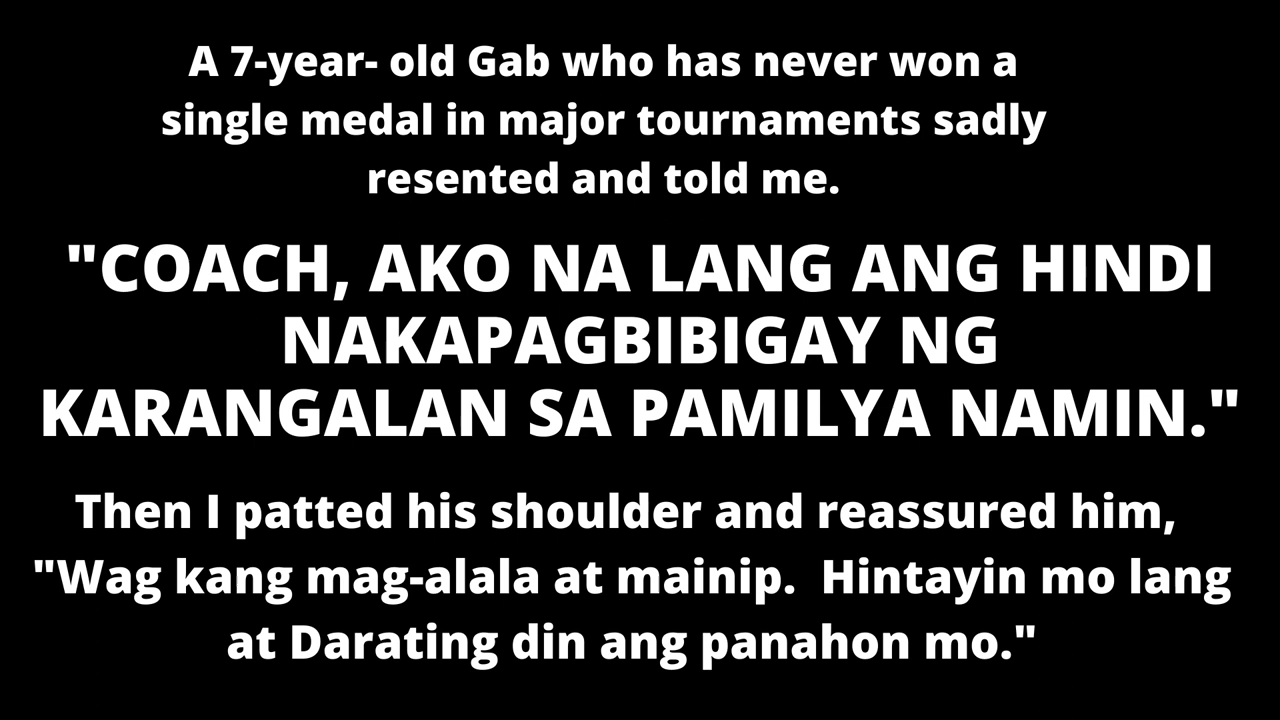 A 7-year- old Gab who has never won a
single medal in major tournaments sadly
resented and told me.
"COACH, AKO NA LANG ANG HINDI
NAKAPAGBIBIGAY NG
KARANGALAN SA PAMILYA NAMIN."
Then I patted his shoulder and reassured him,
"Wag kang mag-alala at mainip.  Hintayin mo lang
at Darating din ang panahon mo."